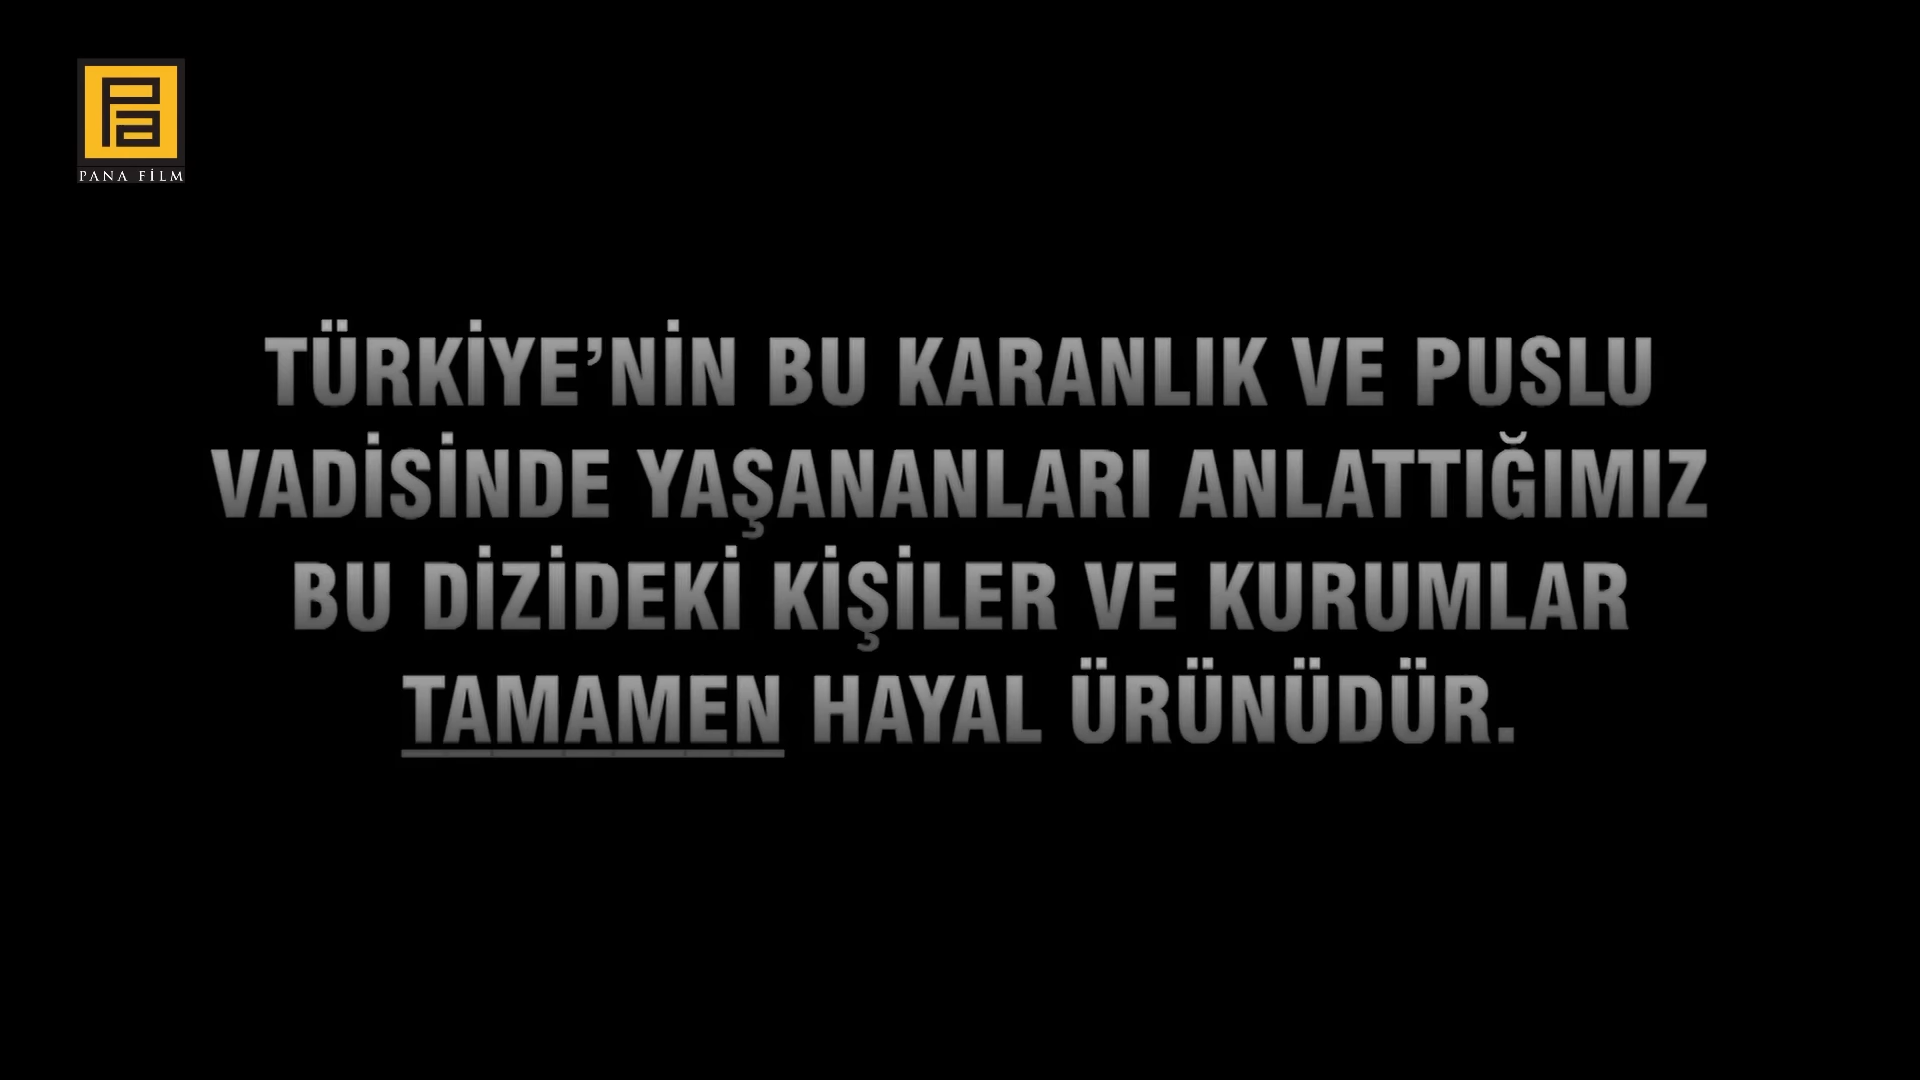 PANA FİLM
TÜRKİYE’NİN BU KARANLIK VE PUSLU
VADİSİNDE YAŞANANLARI ANLATTIĞIMIZ
BU DİZİDEKİ KİŞİLER VE KURUMLAR
TAMAMEN HAYAL ÜRÜNÜDÜR.